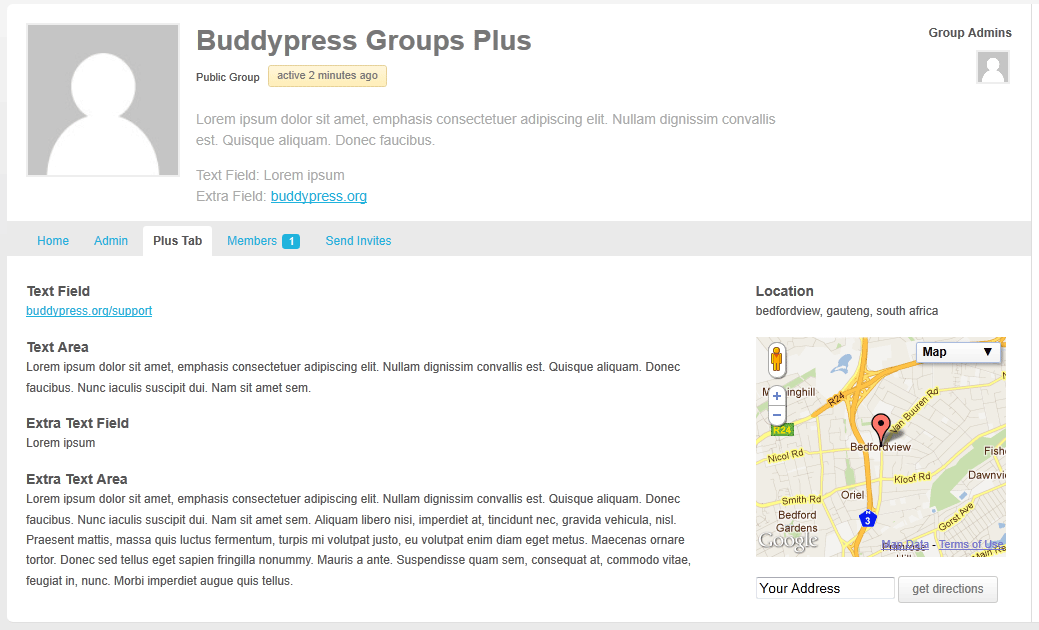 Buddypress Groups Plus
Public Group active 2 minutes ago
Lorem ipsum dolor sit amet, emphasis consectetuer adipiscing elit. Nullam dignissim convallis
est. Quisque aliquam. Donec faucibus.
Text Field: Lorem ipsum
Extra Field: buddypress.org
Group Admins
Home Admin Plus Tab Members 1 Send Invites
Text Field
buddypress.org/support
Text Area
Lorem ipsum dolor sit amet, emphasis consectetuer adipiscing elit. Nullam dignissim convallis est. Quisque aliquam. Donec
faucibus. Nunc iaculis suscipit dui. Nam sit amet sem.
Extra Text Field
Lorem ipsum
Extra Text Area
Lorem ipsum dolor sit amet, emphasis consectetuer adipiscing elit. Nullam dignissim convallis est. Quisque aliquam. Donec
faucibus. Nunc iaculis suscipit dui. Nam sit amet sem. Aliquam libero nisi, imperdiet at, tincidunt nec, gravida vehicula, nisl.
Praesent mattis, massa quis luctus fermentum, turpis mi volutpat justo, eu volutpat enim diam eget metus. Maecenas ornare
tortor. Donec sed tellus eget sapien fringilla nonummy. Mauris a ante. Suspendisse quam sem, consequat at, commodo vitae,
feugiat in, nunc. Morbi imperdiet augue quis tellus.
Location
bedfordview, gauteng, south africa
Map ▼
+
−
R24
R24
Van Buuren Rd
Bedfordview
Nicol Rd
Kloof Rd
Smith Rd
Oriel
3
Bedford
Gardens
Gorst Ave
Google
Map Data - Terms of Use
Primrose
Main
Your Address get directions